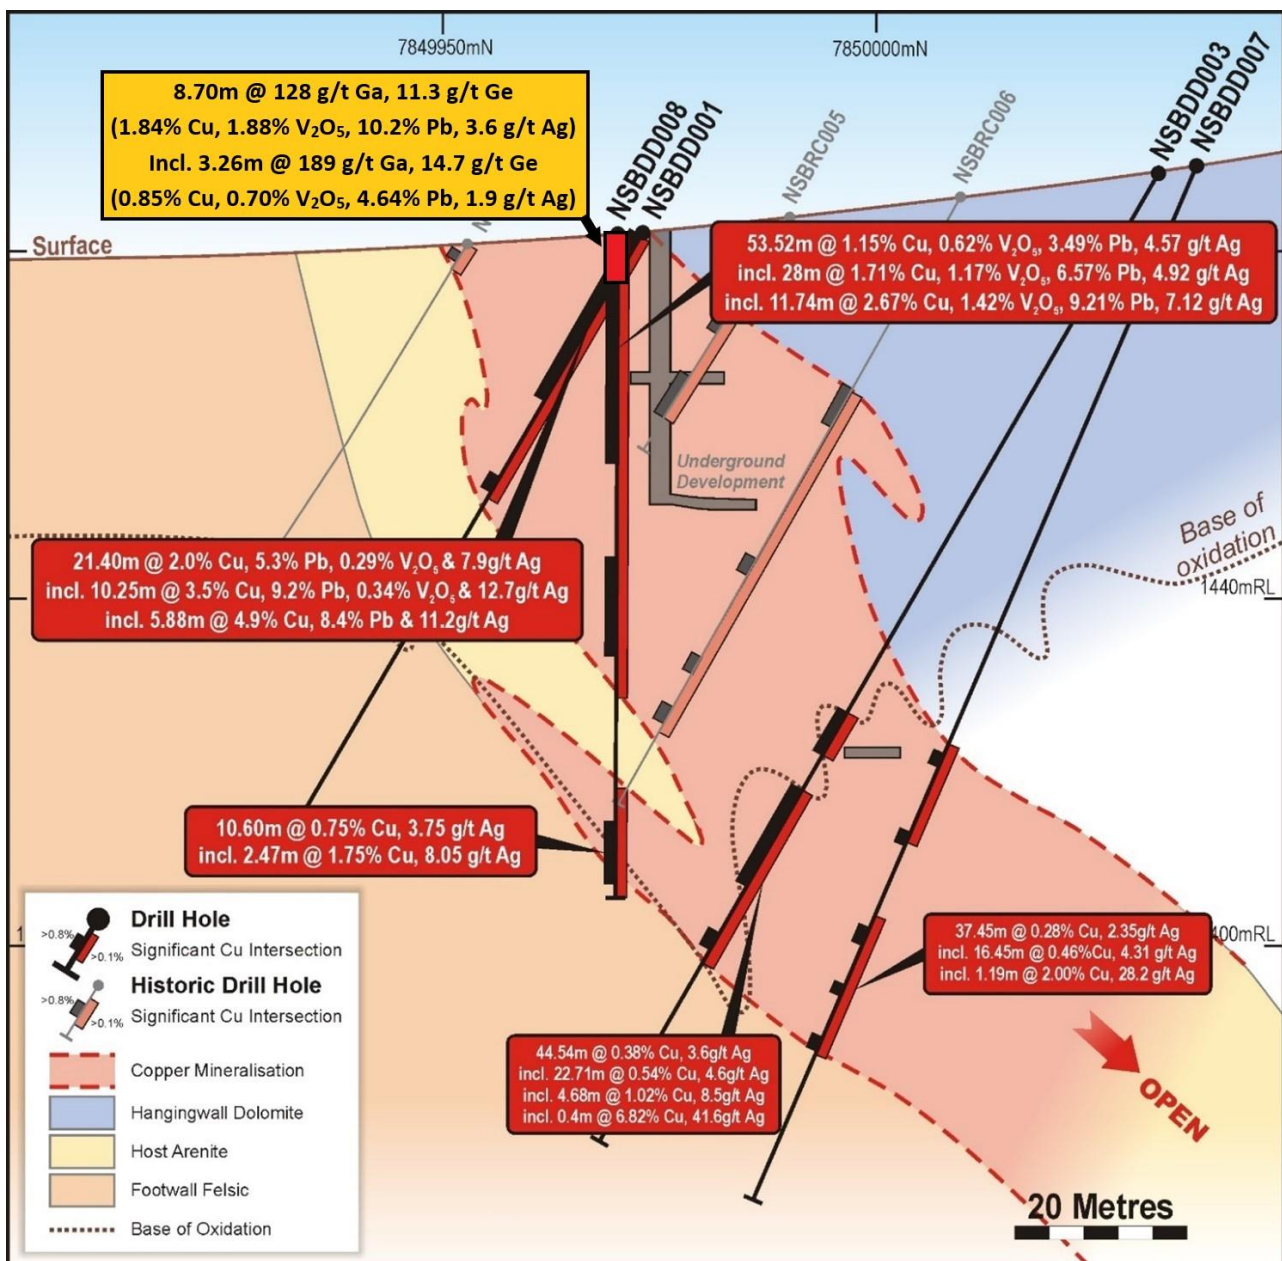 7849950mN
7850000mN
8.70m @ 128 g/t Ga, 11.3 g/t Ge
(1.84% Cu, 1.88% V₂O₅, 10.2% Pb, 3.6 g/t Ag)
Incl. 3.26m @ 189 g/t Ga, 14.7 g/t Ge
(0.85% Cu, 0.70% V₂O₅, 4.64% Pb, 1.9 g/t Ag)
NSBDD008
NSBDD001
NSBRC005
NSBRC006
NSBDD003
NSBDD007
Surface
53.52m @ 1.15% Cu, 0.62% V₂O₅, 3.49% Pb, 4.57 g/t Ag
incl. 28m @ 1.71% Cu, 1.17% V₂O₅, 6.57% Pb, 4.92 g/t Ag
incl. 11.74m @ 2.67% Cu, 1.42% V₂O₅, 9.21% Pb, 7.12 g/t Ag
Underground
Development
Base of
oxidation
1440mRL
21.40m @ 2.0% Cu, 5.3% Pb, 0.29% V₂O₅ & 7.9g/t Ag
incl. 10.25m @ 3.5% Cu, 9.2% Pb, 0.34% V₂O₅ & 12.7g/t Ag
incl. 5.88m @ 4.9% Cu, 8.4% Pb & 11.2g/t Ag
10.60m @ 0.75% Cu, 3.75 g/t Ag
incl. 2.47m @ 1.75% Cu, 8.05 g/t Ag
37.45m @ 0.28% Cu, 2.35g/t Ag
incl. 16.45m @ 0.46%Cu, 4.31 g/t Ag
incl. 1.19m @ 2.00% Cu, 28.2 g/t Ag
400mRL
44.54m @ 0.38% Cu, 3.6g/t Ag
incl. 22.71m @ 0.54% Cu, 4.6g/t Ag
incl. 4.68m @ 1.02% Cu, 8.5g/t Ag
incl. 0.4m @ 6.82% Cu, 41.6g/t Ag
OPEN
20 Metres
Drill Hole
>0.8%
>0.1%
Significant Cu Intersection
Historic Drill Hole
>0.8%
>0.1%
Significant Cu Intersection
Copper Mineralisation
Hangingwall Dolomite
Host Arenite
Footwall Felsic
Base of Oxidation